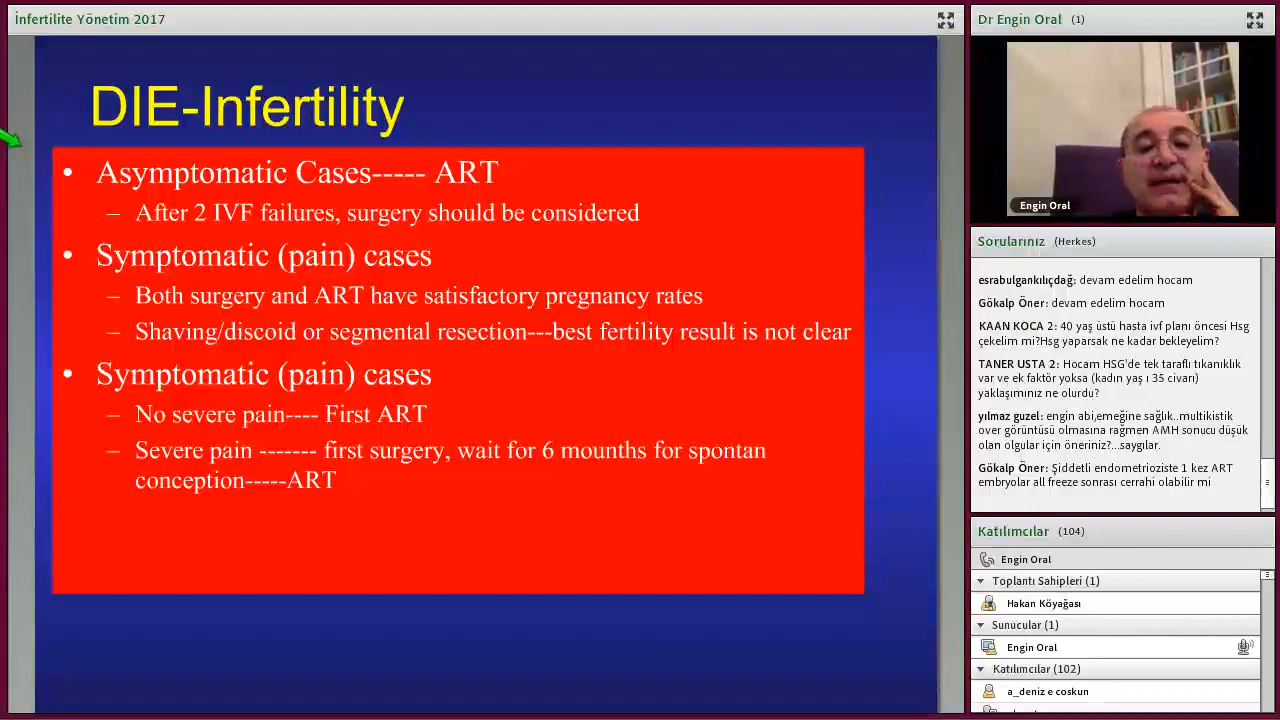 İnfertilite Yönetim 2017
DIE-Infertility
• Asymptomatic Cases----- ART
– After 2 IVF failures, surgery should be considered
• Symptomatic (pain) cases
– Both surgery and ART have satisfactory pregnancy rates
– Shaving/discoid or segmental resection---best fertility result is not clear
• Symptomatic (pain) cases
– No severe pain---- First ART
– Severe pain ------- first surgery, wait for 6 mounths for spontan
conception-----ART
Dr Engin Oral (1)
Engin Oral
Sorularınız (Herkes)
esrabulgankılıçdağ: devam edelim hocam
Gökalp Öner: devam edelim hocam
KAAN KOCA 2: 40 yaş üstü hasta ivf planı öncesi Hsg
çekelim mi?Hsg yaparsak ne kadar bekleyelim?
TANER USTA 2: Hocam HSG'de tek taraflı tıkanıklık
var ve ek faktör yoksa (kadın yaş ı 35 civarı)
yaklaşımınız ne olurdu?
yılmaz guzel: engin abi,emeğine sağlık..multikistik
over görüntüsü olmasına rağmen AMH sonucu düşük
olan olgular için öneriniz?...saygılar.
Gökalp Öner: Şiddetli endometrioziste 1 kez ART
embryolar all freeze sonrası cerrahi olabilir mi
Katılımcılar (104)
Engin Oral
Toplantı Sahipleri (1)
Hakan Köyağası
Sunucular (1)
Engin Oral
Katılımcılar (102)
a_deniz e coskun